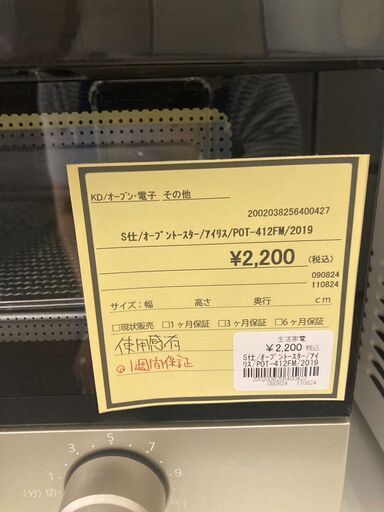 KD/オーブン・電子 その他
2002038256400427
S仕/オーブントースター/アイリス/POT-412FM/2019
¥2,200 (税込)
090824
110824
サイズ:幅 高さ 奥行 cm
□現状販売 □1ヶ月保証 □3ヶ月保証 □6ヶ月保証
使用感有
◎1週間保証
生活家電
¥2,200 税込
S仕/オーブントースター/アイ
リス/POT-412FM/2019
2002038256400427
090824 110824
(分) 切 1 3 5 7 9 11